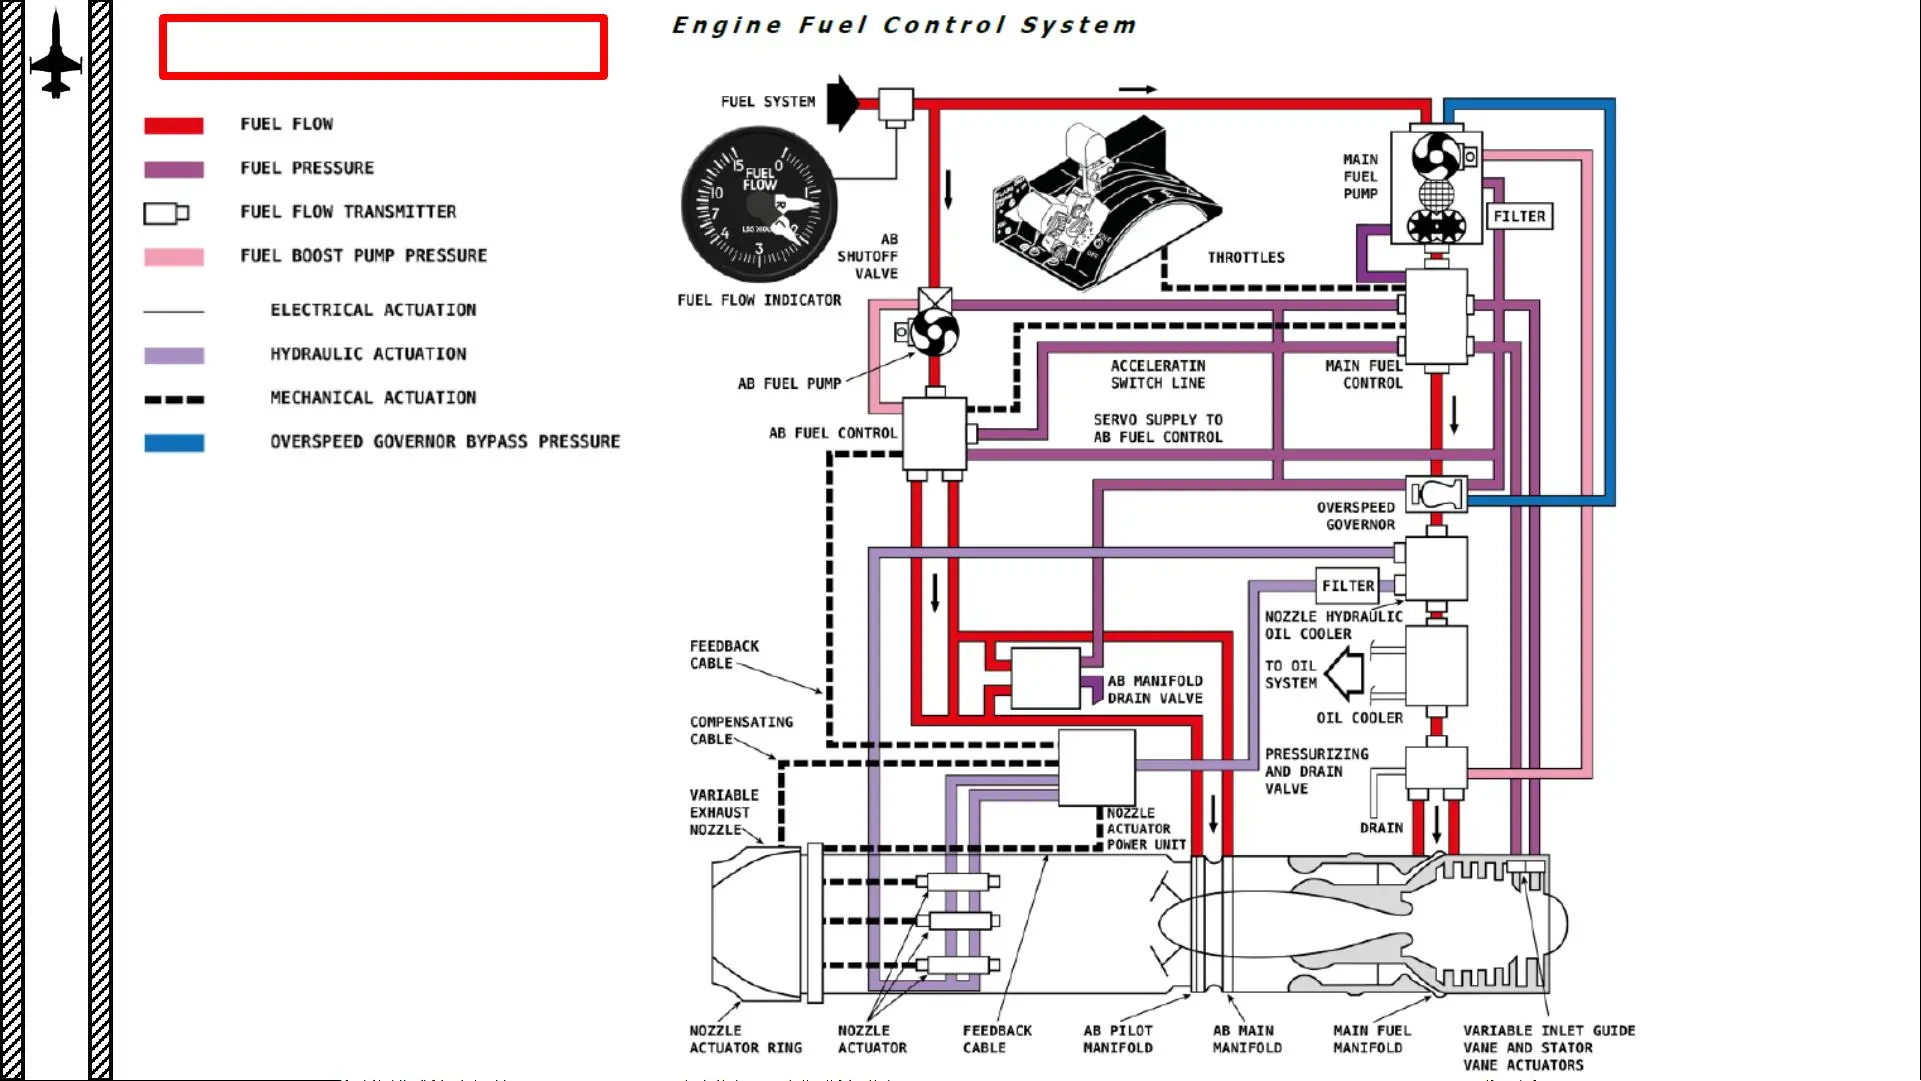 Engine Fuel Control System
FUEL FLOW
FUEL PRESSURE
FUEL FLOW TRANSMITTER
FUEL BOOST PUMP PRESSURE
ELECTRICAL ACTUATION
HYDRAULIC ACTUATION
MECHANICAL ACTUATION
OVERSPEED GOVERNOR BYPASS PRESSURE
FUEL SYSTEM
15
0
FUEL
FLOW
10
1
7
2
4
3
FUEL FLOW INDICATOR
AB
SHUTOFF
VALVE
THROTTLES
OFF
MAIN
FUEL
PUMP
FILTER
AB FUEL PUMP
ACCELERATIN
SWITCH LINE
MAIN FUEL
CONTROL
AB FUEL CONTROL
SERVO SUPPLY TO
AB FUEL CONTROL
OVERSPEED
GOVERNOR
FILTER
NOZZLE HYDRAULIC
OIL COOLER
FEEDBACK
CABLE
TO OIL
SYSTEM
AB MANIFOLD
DRAIN VALVE
OIL COOLER
COMPENSATING
CABLE
PRESSURIZING
AND DRAIN
VALVE
VARIABLE
EXHAUST
NOZZLE
NOZZLE
ACTUATOR
POWER UNIT
DRAIN
NOZZLE
ACTUATOR RING
NOZZLE
ACTUATOR
FEEDBACK
CABLE
AB PILOT
MANIFOLD
AB MAIN
MANIFOLD
MAIN FUEL
MANIFOLD
VARIABLE INLET GUIDE
VANE AND STATOR
VANE ACTUATORS